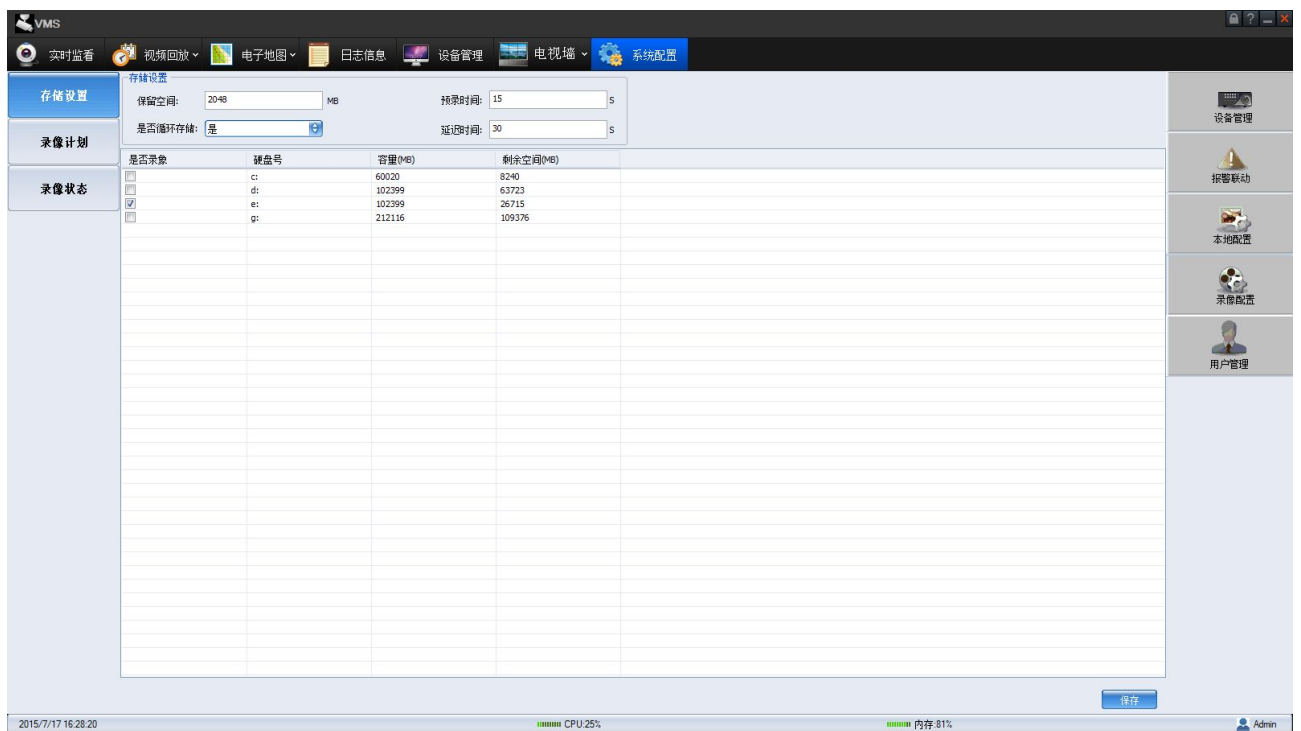 VMS
实时监看 视频回放 电子地图 日志信息 设备管理 电视墙 系统配置
存储设置
录像计划
录像状态
存储设置
保留空间: 2048 MB 预录时间: 15 S
是否循环存储: 是 延迟时间: 30 S
是否录象 硬盘号 容量(MB) 剩余空间(MB)
c: 60020 8240
d: 102399 63723
e: 102399 26715
g: 212116 109376
设备管理
报警联动
本地配置
录像配置
用户管理
保存
2015/7/17 16:28:20 CPU:25% 内存:81% Admin